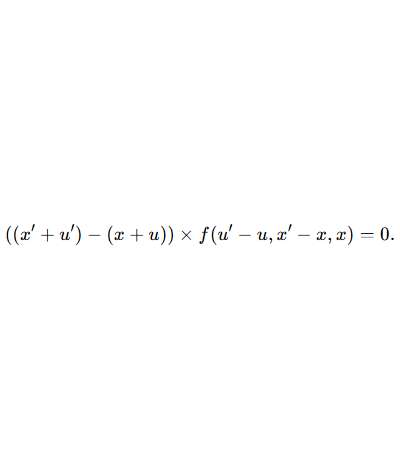 ((x′ + u′) − (x + u)) × f(u′ − u, x′ − x, x) = 0.